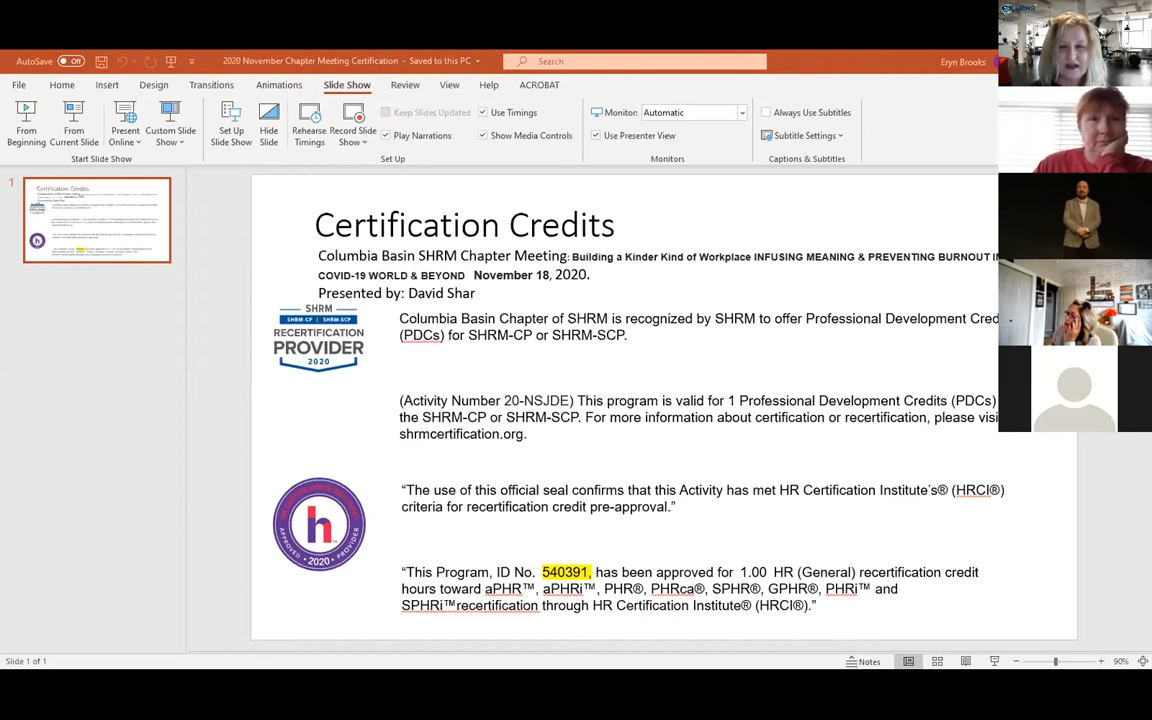 AutoSave Off 2020 November Chapter Meeting Certification - Saved to this PC Search Eryn Brooks
File Home Insert Design Transitions Animations Slide Show Review View Help ACROBAT
From Beginning
From Current Slide
Present Online
Custom Slide Show
Set Up Slide Show
Hide Slide
Rehearse Timings
Record Slide Show
Keep Slides Updated
Play Narrations
Use Timings
Show Media Controls
Monitor: Automatic
Use Presenter View
Always Use Subtitles
Subtitle Settings
Start Slide Show
Set Up
Monitors
Captions & Subtitles
1
Certification Credits
Certification Credits
Columbia Basin SHRM Chapter Meeting: Building a Kinder Kind of Workplace INFUSING MEANING & PREVENTING BURNOUT IN
COVID-19 WORLD & BEYOND November 18, 2020.
Presented by: David Shar
SHRM
SHRM-CP | SHRM-SCP
RECERTIFICATION
PROVIDER
2020
Columbia Basin Chapter of SHRM is recognized by SHRM to offer Professional Development Cred
(PDCs) for SHRM-CP or SHRM-SCP.
(Activity Number 20-NSJDE) This program is valid for 1 Professional Development Credits (PDCs)
the SHRM-CP or SHRM-SCP. For more information about certification or recertification, please visi
shrmcertification.org.
HR CERTIFICATION INSTITUTE
h
APPROVED • 2020 • PROVIDER
“The use of this official seal confirms that this Activity has met HR Certification Institute’s® (HRCI®)
criteria for recertification credit pre-approval.”
“This Program, ID No. 540391, has been approved for 1.00 HR (General) recertification credit
hours toward aPHR™, aPHRi™, PHR®, PHRca®, SPHR®, GPHR®, PHRi™ and
SPHRi™recertification through HR Certification Institute® (HRCI®).”
Slide 1 of 1 Notes 90%